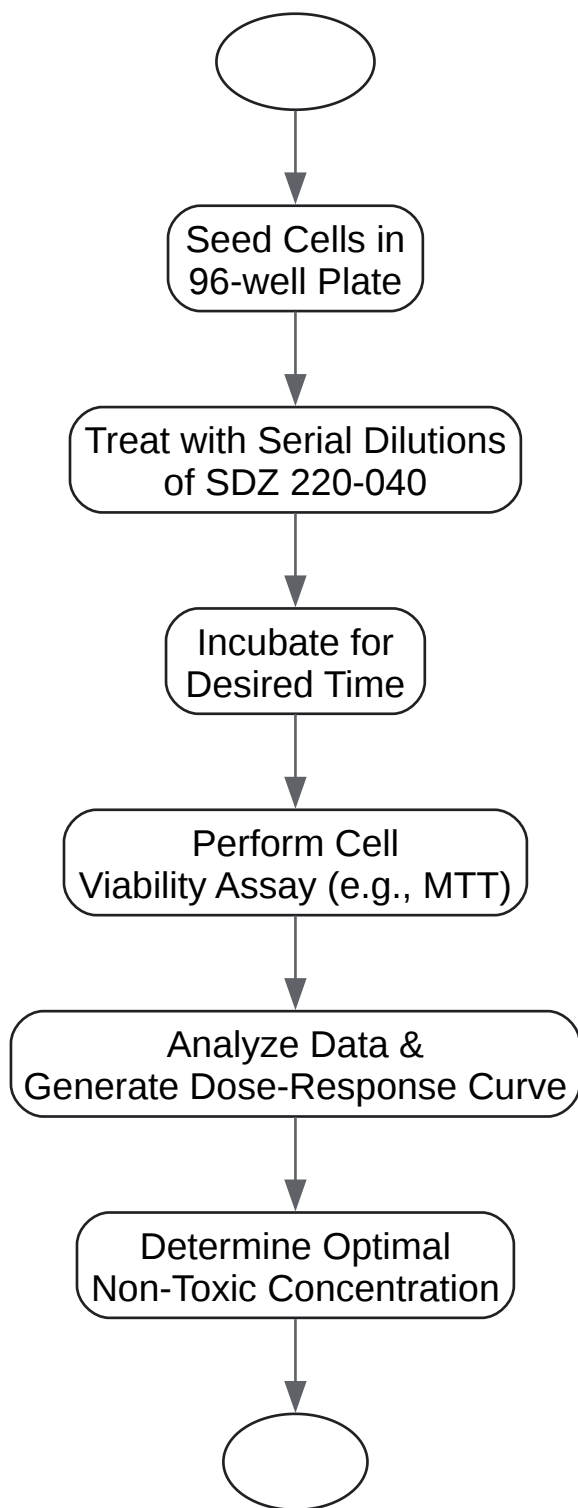 Seed Cells in
96-well Plate
Treat with Serial Dilutions
of SDZ 220-040
Incubate for
Desired Time
Perform Cell
Viability Assay (e.g., MTT)
Analyze Data &
Generate Dose-Response Curve
Determine Optimal
Non-Toxic Concentration